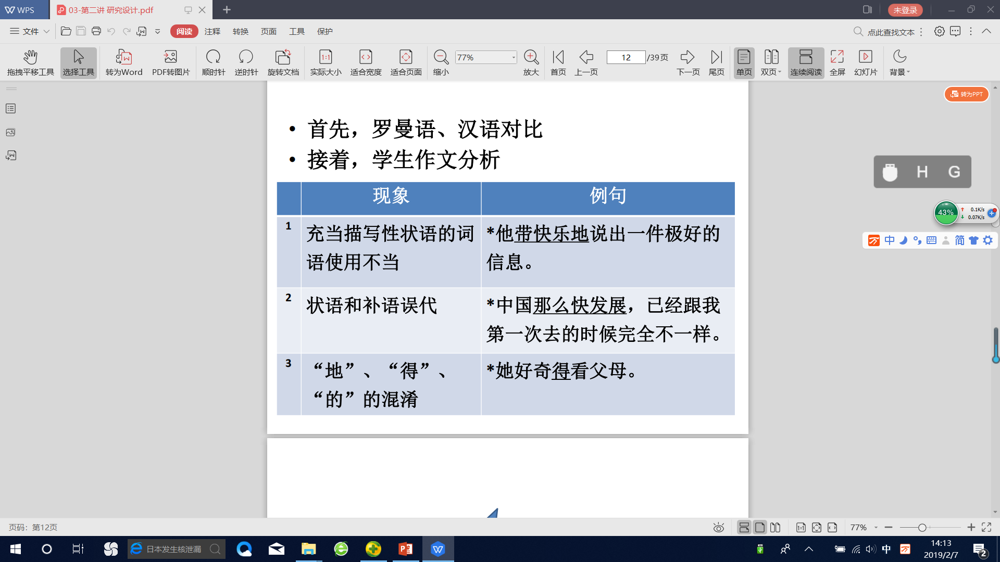 WPS
03-第二讲 研究设计.pdf
未登录
文件
阅读
注释
转换
页面
工具
保护
点此查找文本
拖拽平移工具
选择工具
转为Word
PDF转图片
顺时针
逆时针
旋转文档
1:1
实际大小
适合宽度
适合页面
缩小
77%
放大
首页
上一页
12
/39页
下一页
尾页
单页
双页
连续阅读
全屏
幻灯片
背景
转为PPT
• 首先，罗曼语、汉语对比
• 接着，学生作文分析
现象
例句
1
充当描写性状语的词
语使用不当
*他带快乐地说出一件极好的
信息。
2
状语和补语误代
*中国那么快发展，已经跟我
第一次去的时候完全不一样。
3
“地”、“得”、
“的”的混淆
*她好奇得看父母。
H G
43%
0.1K/s
0.07K/s
中
简
页码：第12页
1:1
77%
日本发生核泄漏
中
14:13
2019/2/7
2